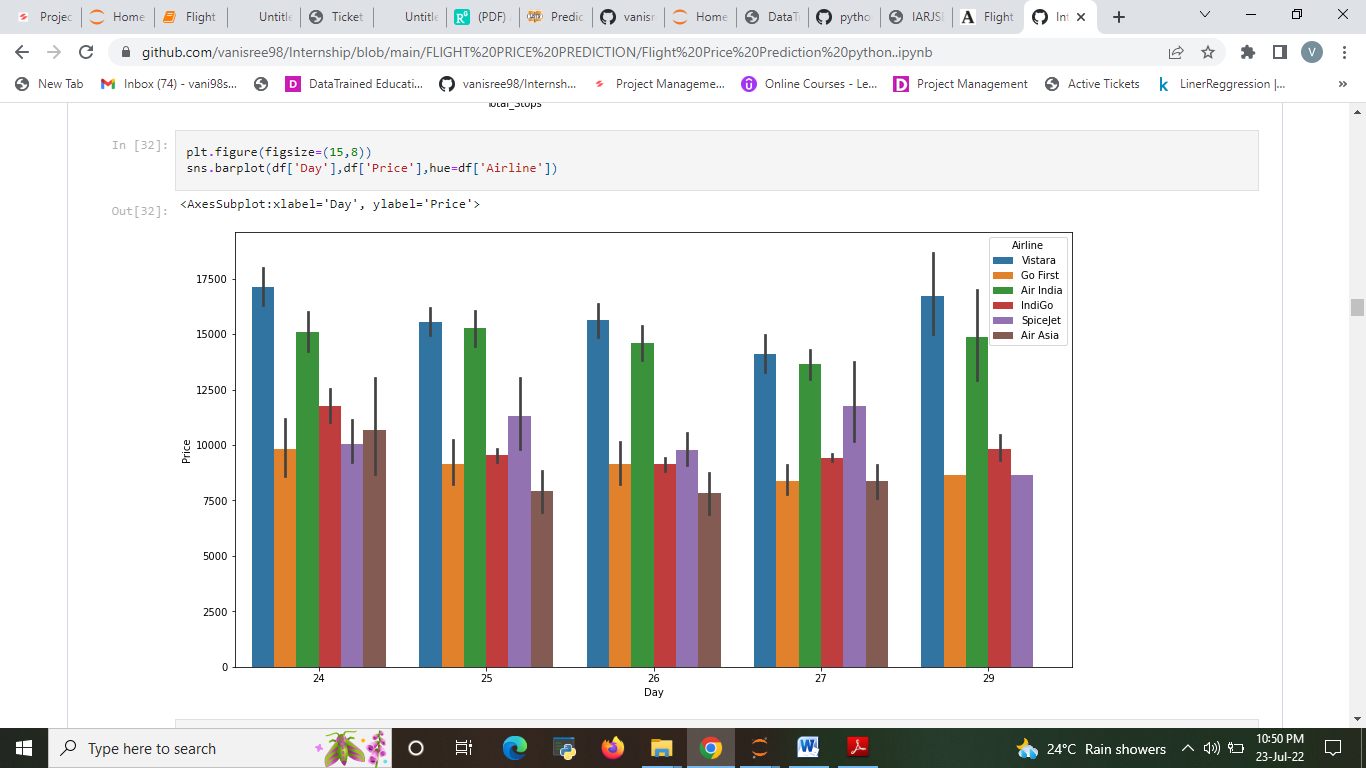 Projec Home Flight Untitle Ticket Untitle (PDF) Predic vanisr Home DataT pytho IARJS Flight Int
github.com/vanisree98/Internship/blob/main/FLIGHT%20PRICE%20PREDICTION/Flight%20Price%20Prediction%20python..ipynb
V
New Tab Inbox (74) - vani98s... DataTrained Educati... vanisree98/Internsh... Project Manageme... Online Courses - Le... Project Management Active Tickets LinerReggression |... »
Total_Stops
In [32]:
plt.figure(figsize=(15,8))
sns.barplot(df['Day'],df['Price'],hue=df['Airline'])
Out[32]:
<AxesSubplot:xlabel='Day', ylabel='Price'>
Airline
Vistara
Go First
Air India
IndiGo
SpiceJet
Air Asia
17500
15000
12500
10000
7500
5000
2500
0
Price
24 25 26 27 29
Day
Type here to search
24°C Rain showers
10:50 PM
23-Jul-22